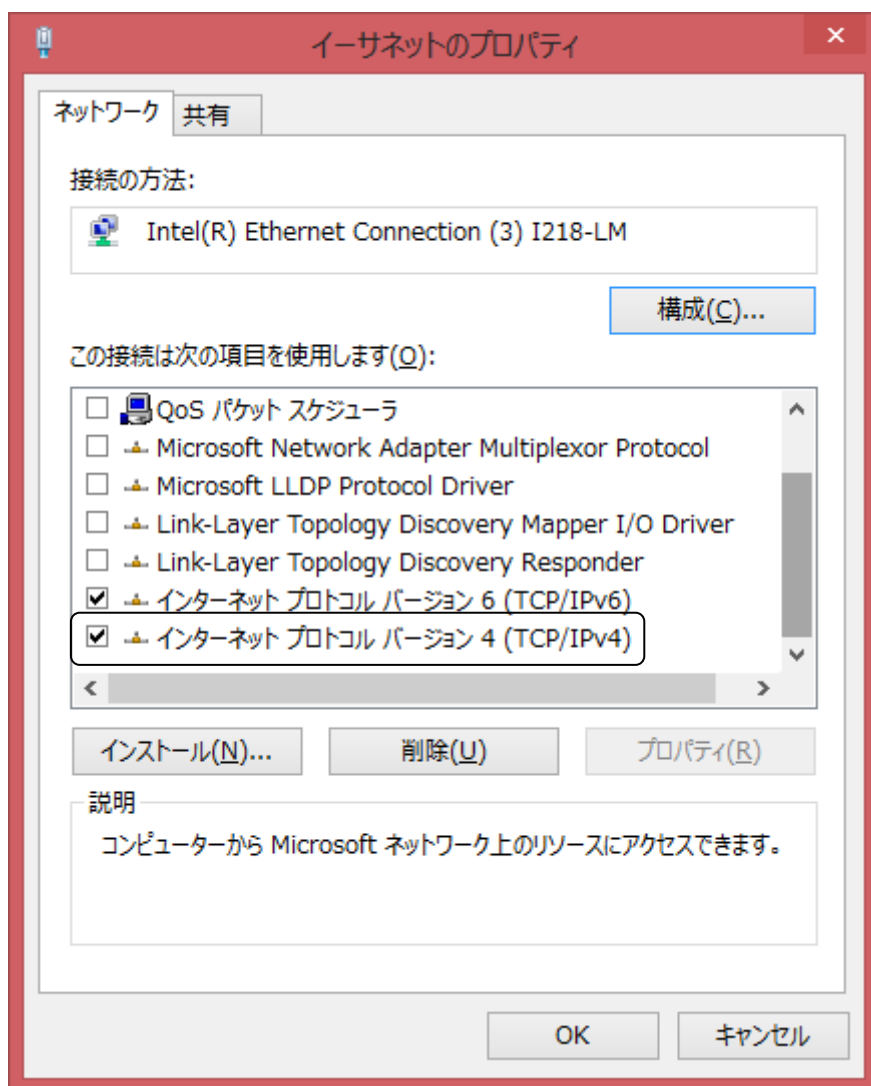 イーサネットのプロパティ
ネットワーク 共有
接続の方法:
Intel(R) Ethernet Connection (3) I218-LM
構成(C)...
この接続は次の項目を使用します(O):
QoS パケット スケジューラ
Microsoft Network Adapter Multiplexor Protocol
Microsoft LLDP Protocol Driver
Link-Layer Topology Discovery Mapper I/O Driver
Link-Layer Topology Discovery Responder
インターネット プロトコル バージョン 6 (TCP/IPv6)
インターネット プロトコル バージョン 4 (TCP/IPv4)
インストール(N)... 削除(U) プロパティ(R)
説明
コンピューターから Microsoft ネットワーク上のリソースにアクセスできます。
OK キャンセル